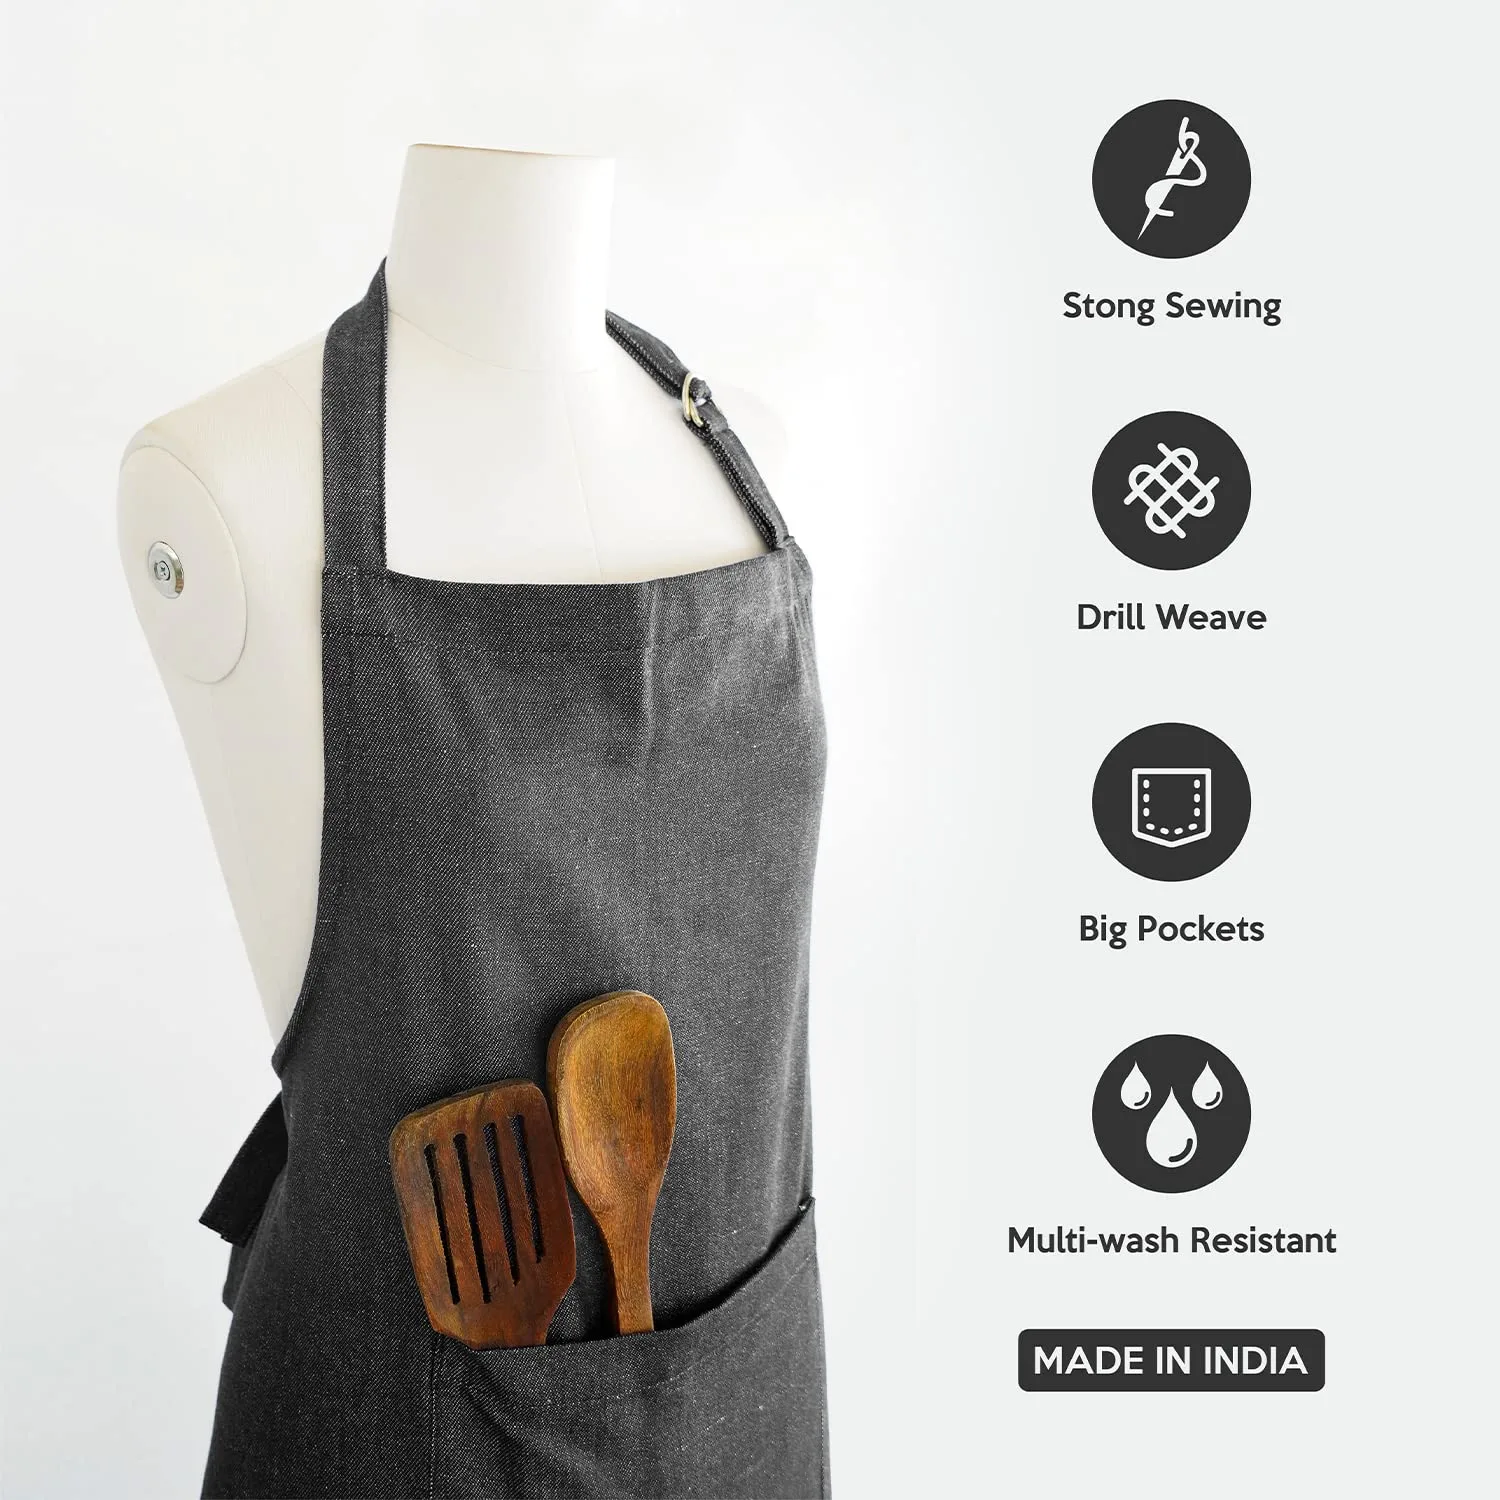 Stong Sewing
Drill Weave
Big Pockets
Multi-wash Resistant
MADE IN INDIA